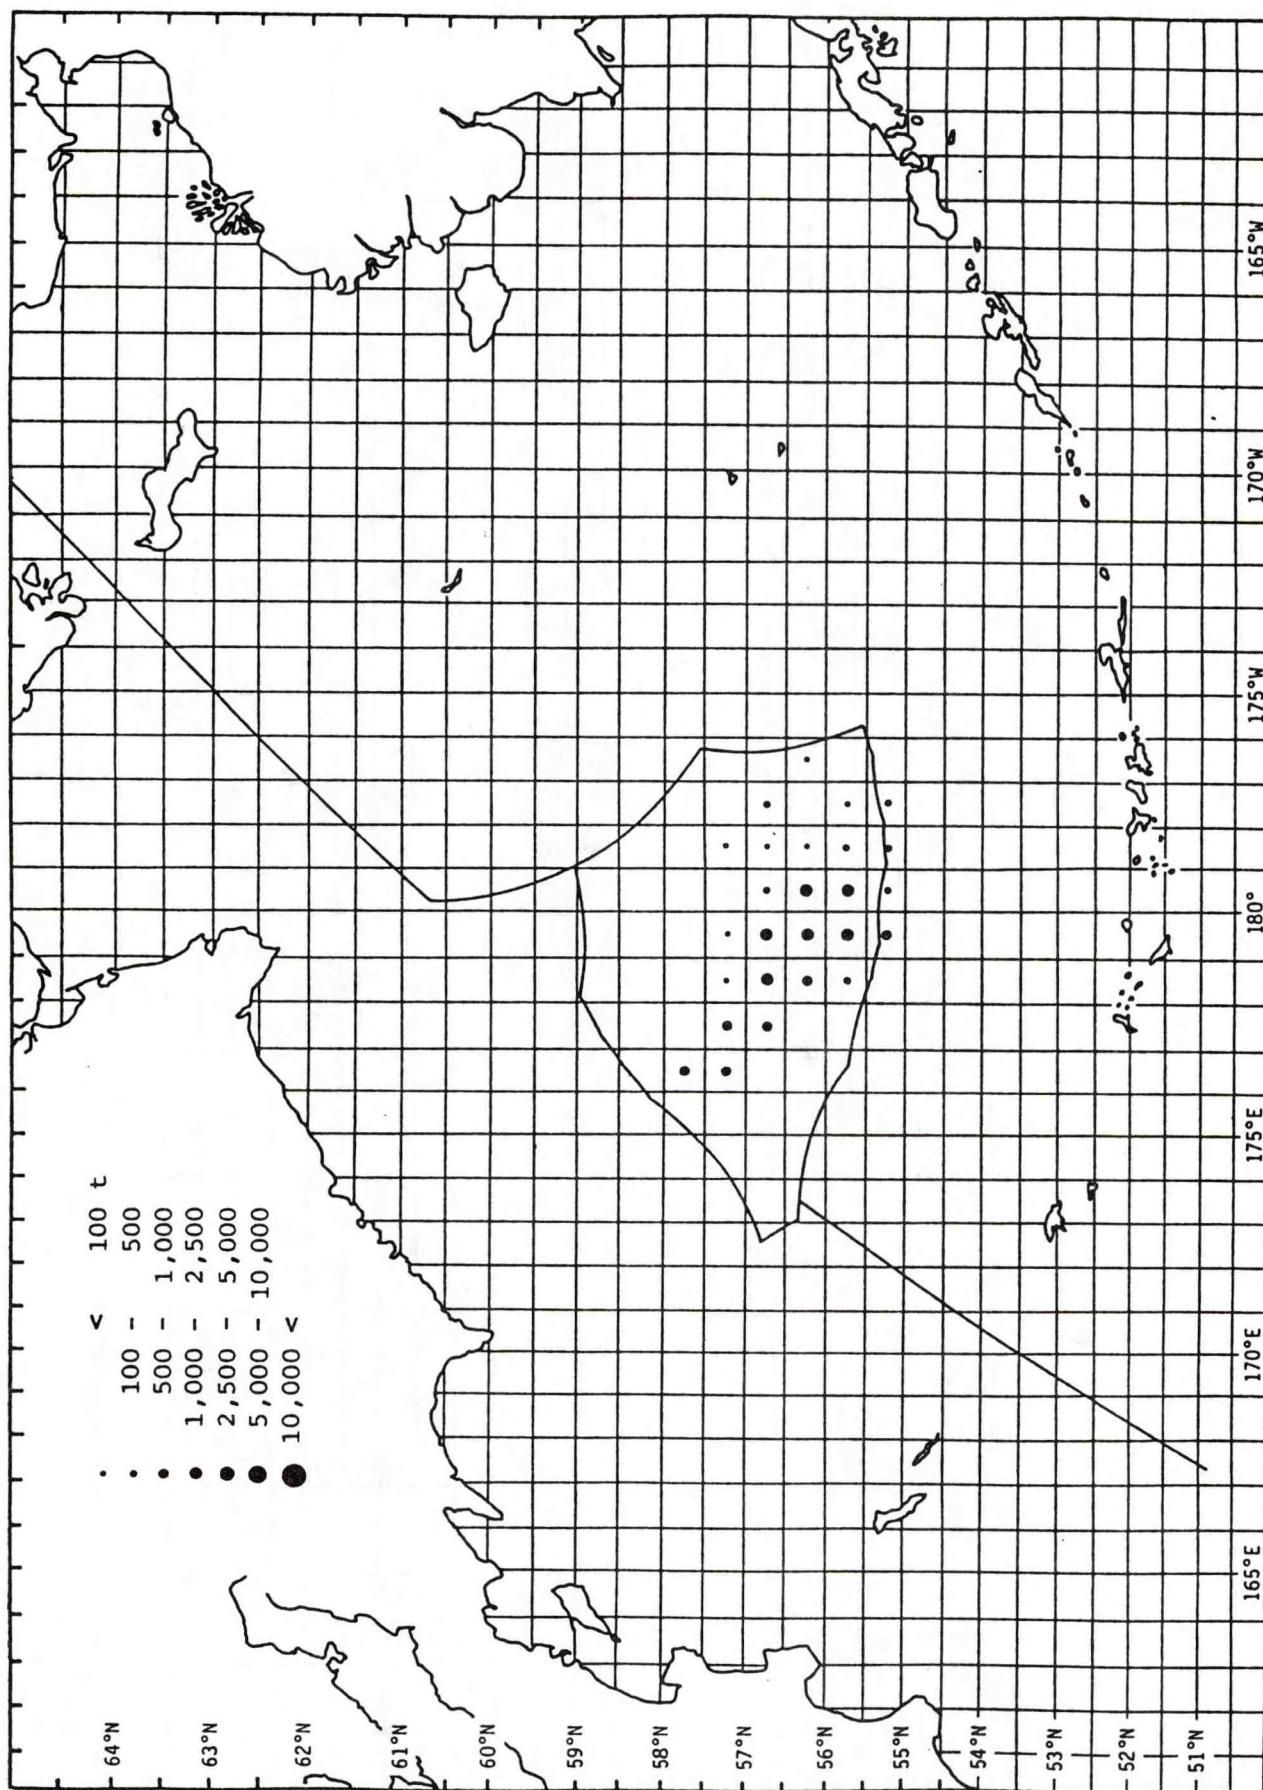 • < 100 t
• 100 - 500
• 500 - 1,000
• 1,000 - 2,500
• 2,500 - 5,000
• 5,000 - 10,000
• 10,000 <
64°N
63°N
62°N
61°N
60°N
59°N
58°N
57°N
56°N
55°N
54°N
53°N
52°N
51°N
165°E
170°E
175°E
180°
175°W
170°W
165°W